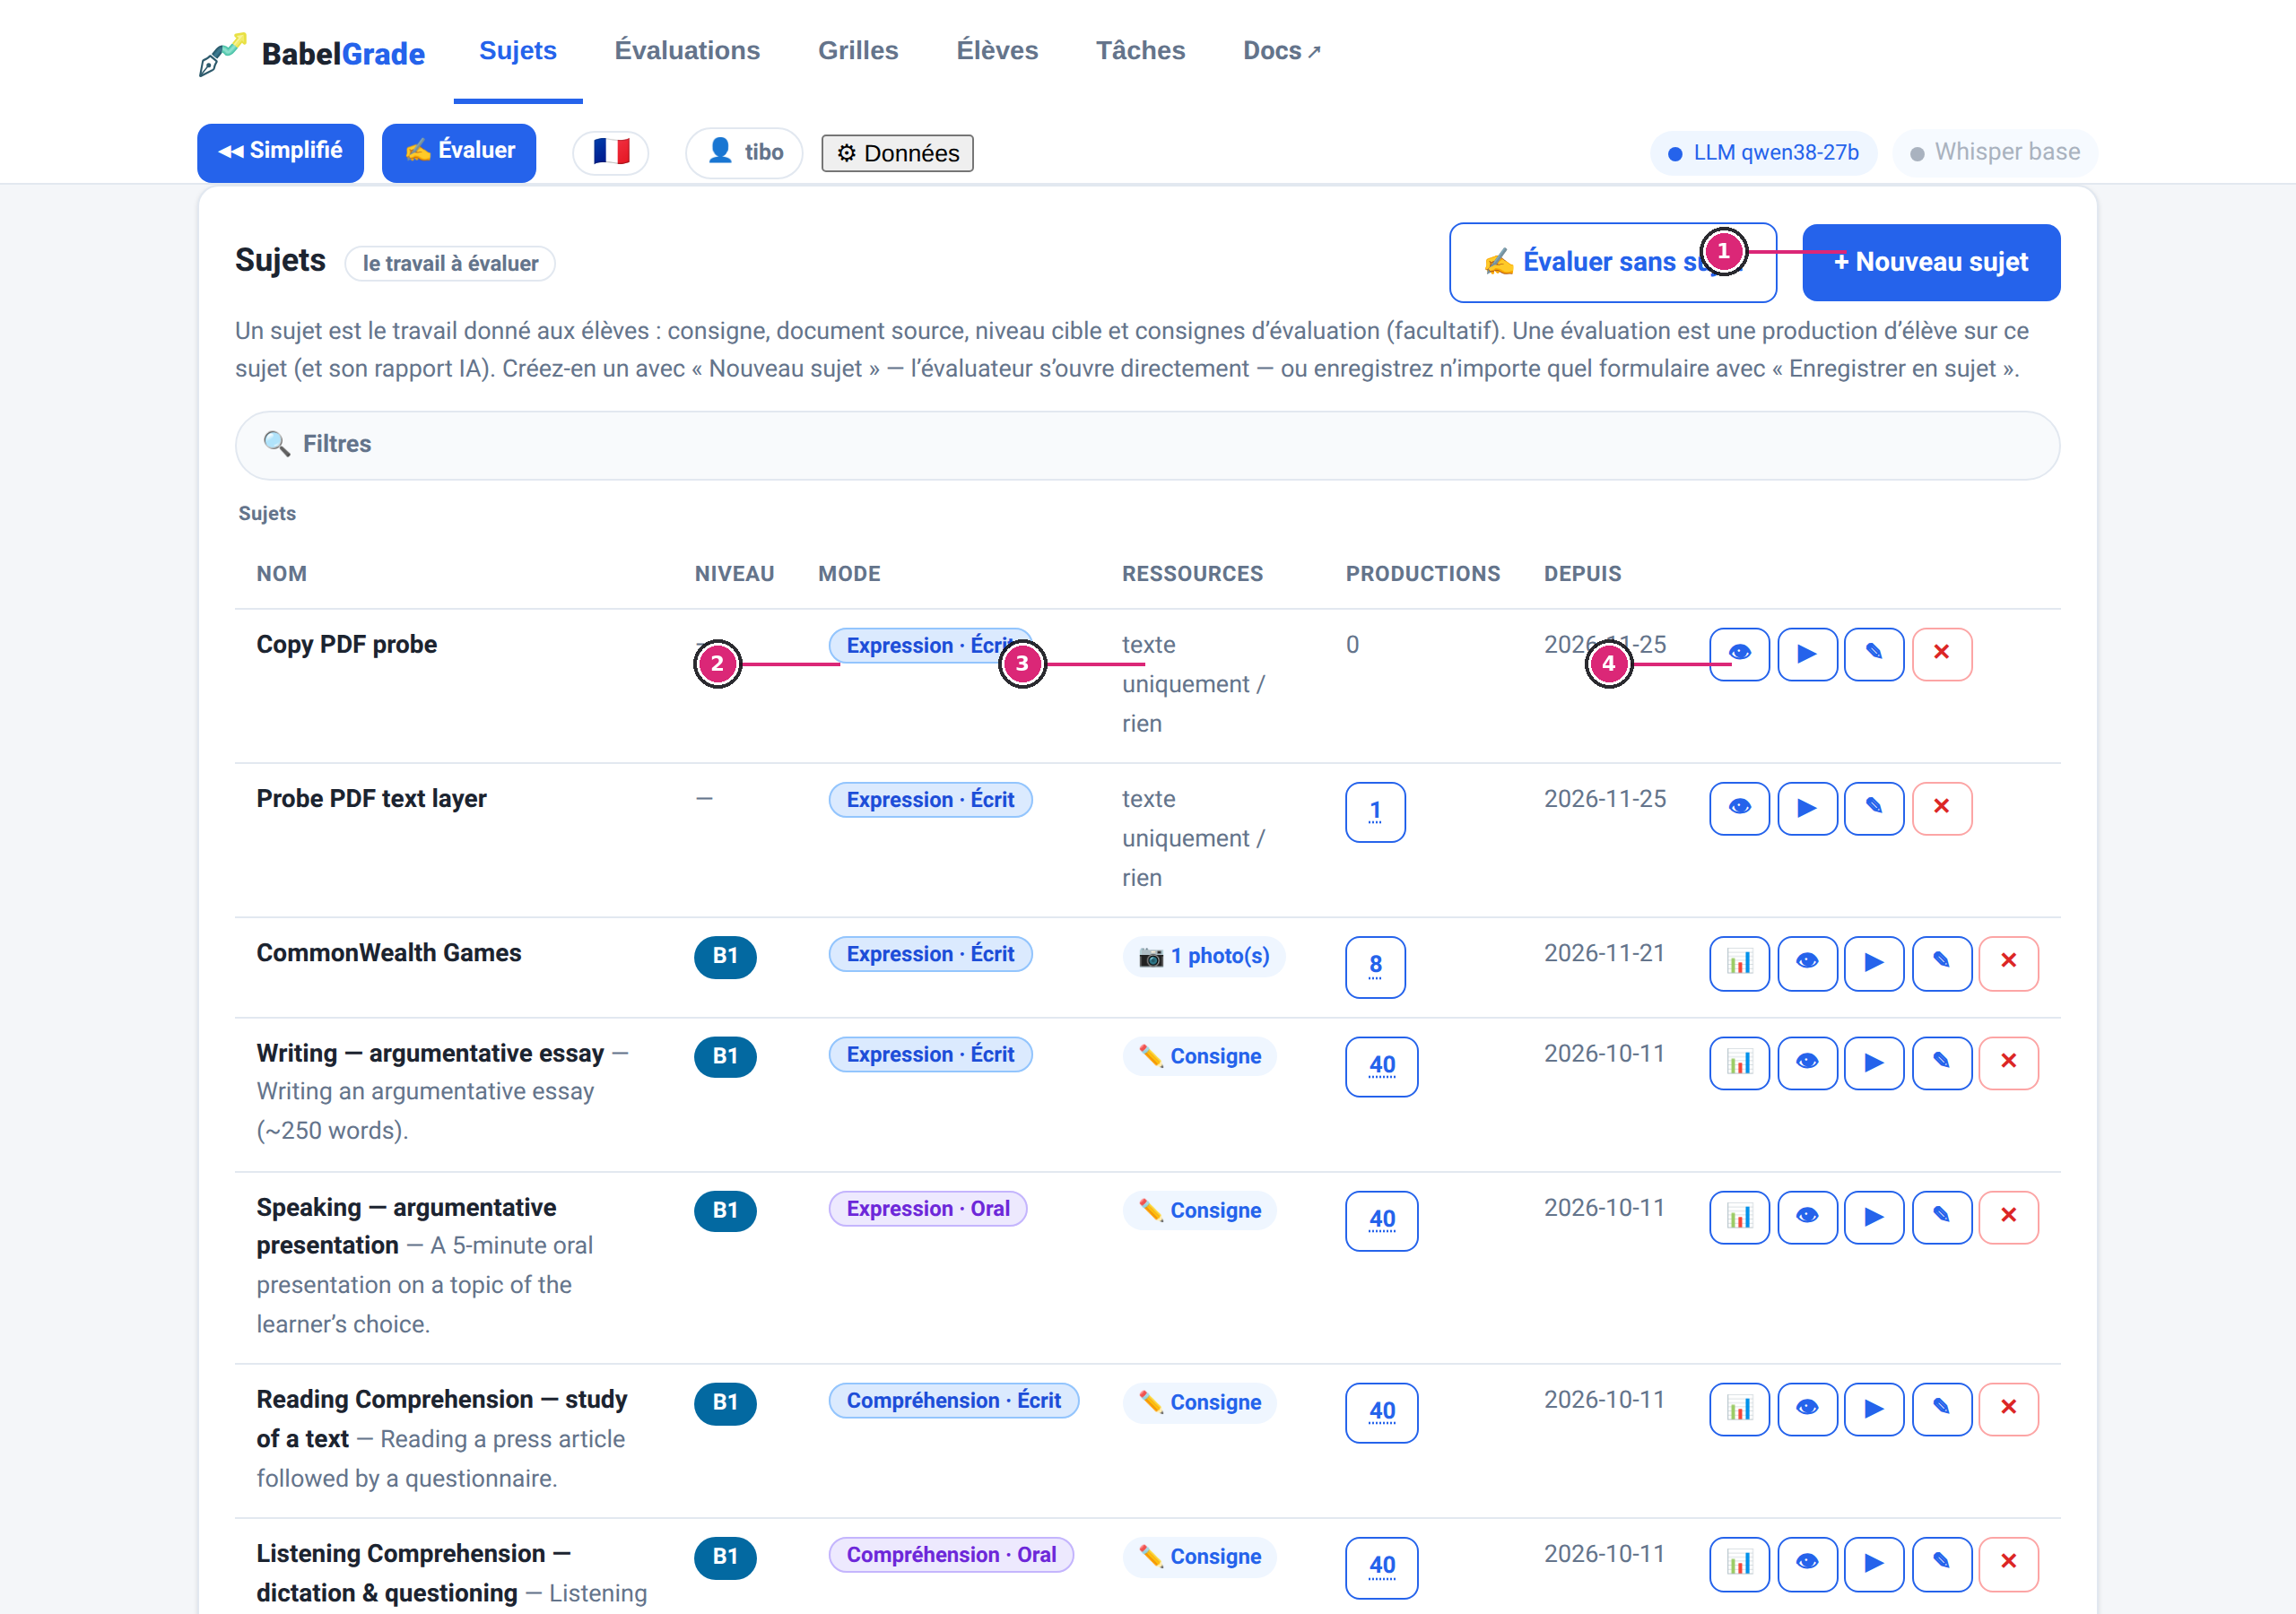 BabelGrade Sujets Évaluations Grilles Élèves Tâches Docs ↗
◀◀ Simplifié ✍️ Évaluer 🇫🇷 👤 tibo ⚙ Données LLM qwen38-27b Whisper base
Sujets le travail à évaluer ✍️ Évaluer sans 1 + Nouveau sujet
Un sujet est le travail donné aux élèves : consigne, document source, niveau cible et consignes d’évaluation (facultatif). Une évaluation est une production d’élève sur ce
sujet (et son rapport IA). Créez-en un avec « Nouveau sujet » — l’évaluateur s’ouvre directement — ou enregistrez n’importe quel formulaire avec « Enregistrer en sujet ».
🔍 Filtres
Sujets
NOM NIVEAU MODE RESSOURCES PRODUCTIONS DEPUIS
Copy PDF probe 2 Expression · Écrit 3 texte 0 4 👁 ▶ ✎ ✕
uniquement /
rien
Probe PDF text layer — Expression · Écrit texte 1 2026-11-25 👁 ▶ ✎ ✕
uniquement /
rien
CommonWealth Games B1 Expression · Écrit 📷 1 photo(s) 8 2026-11-21 📊 👁 ▶ ✎ ✕
Writing — argumentative essay — B1 Expression · Écrit ✏️ Consigne 40 2026-10-11 📊 👁 ▶ ✎ ✕
Writing an argumentative essay
(~250 words).
Speaking — argumentative B1 Expression · Oral ✏️ Consigne 40 2026-10-11 📊 👁 ▶ ✎ ✕
presentation — A 5-minute oral
presentation on a topic of the
learner’s choice.
Reading Comprehension — study B1 Compréhension · Écrit ✏️ Consigne 40 2026-10-11 📊 👁 ▶ ✎ ✕
of a text — Reading a press article
followed by a questionnaire.
Listening Comprehension — B1 Compréhension · Oral ✏️ Consigne 40 2026-10-11 📊 👁 ▶ ✎ ✕
dictation & questioning — Listening